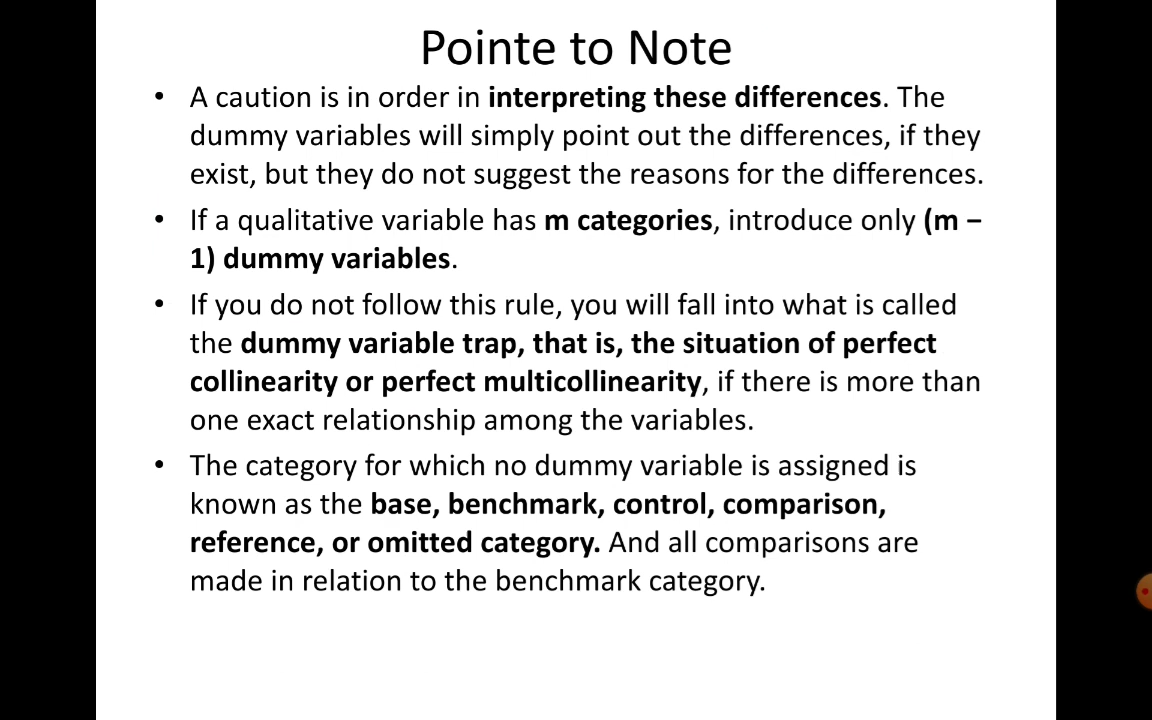 Pointe to Note
• A caution is in order in interpreting these differences. The
dummy variables will simply point out the differences, if they
exist, but they do not suggest the reasons for the differences.
• If a qualitative variable has m categories, introduce only (m −
1) dummy variables.
• If you do not follow this rule, you will fall into what is called
the dummy variable trap, that is, the situation of perfect
collinearity or perfect multicollinearity, if there is more than
one exact relationship among the variables.
• The category for which no dummy variable is assigned is
known as the base, benchmark, control, comparison,
reference, or omitted category. And all comparisons are
made in relation to the benchmark category.